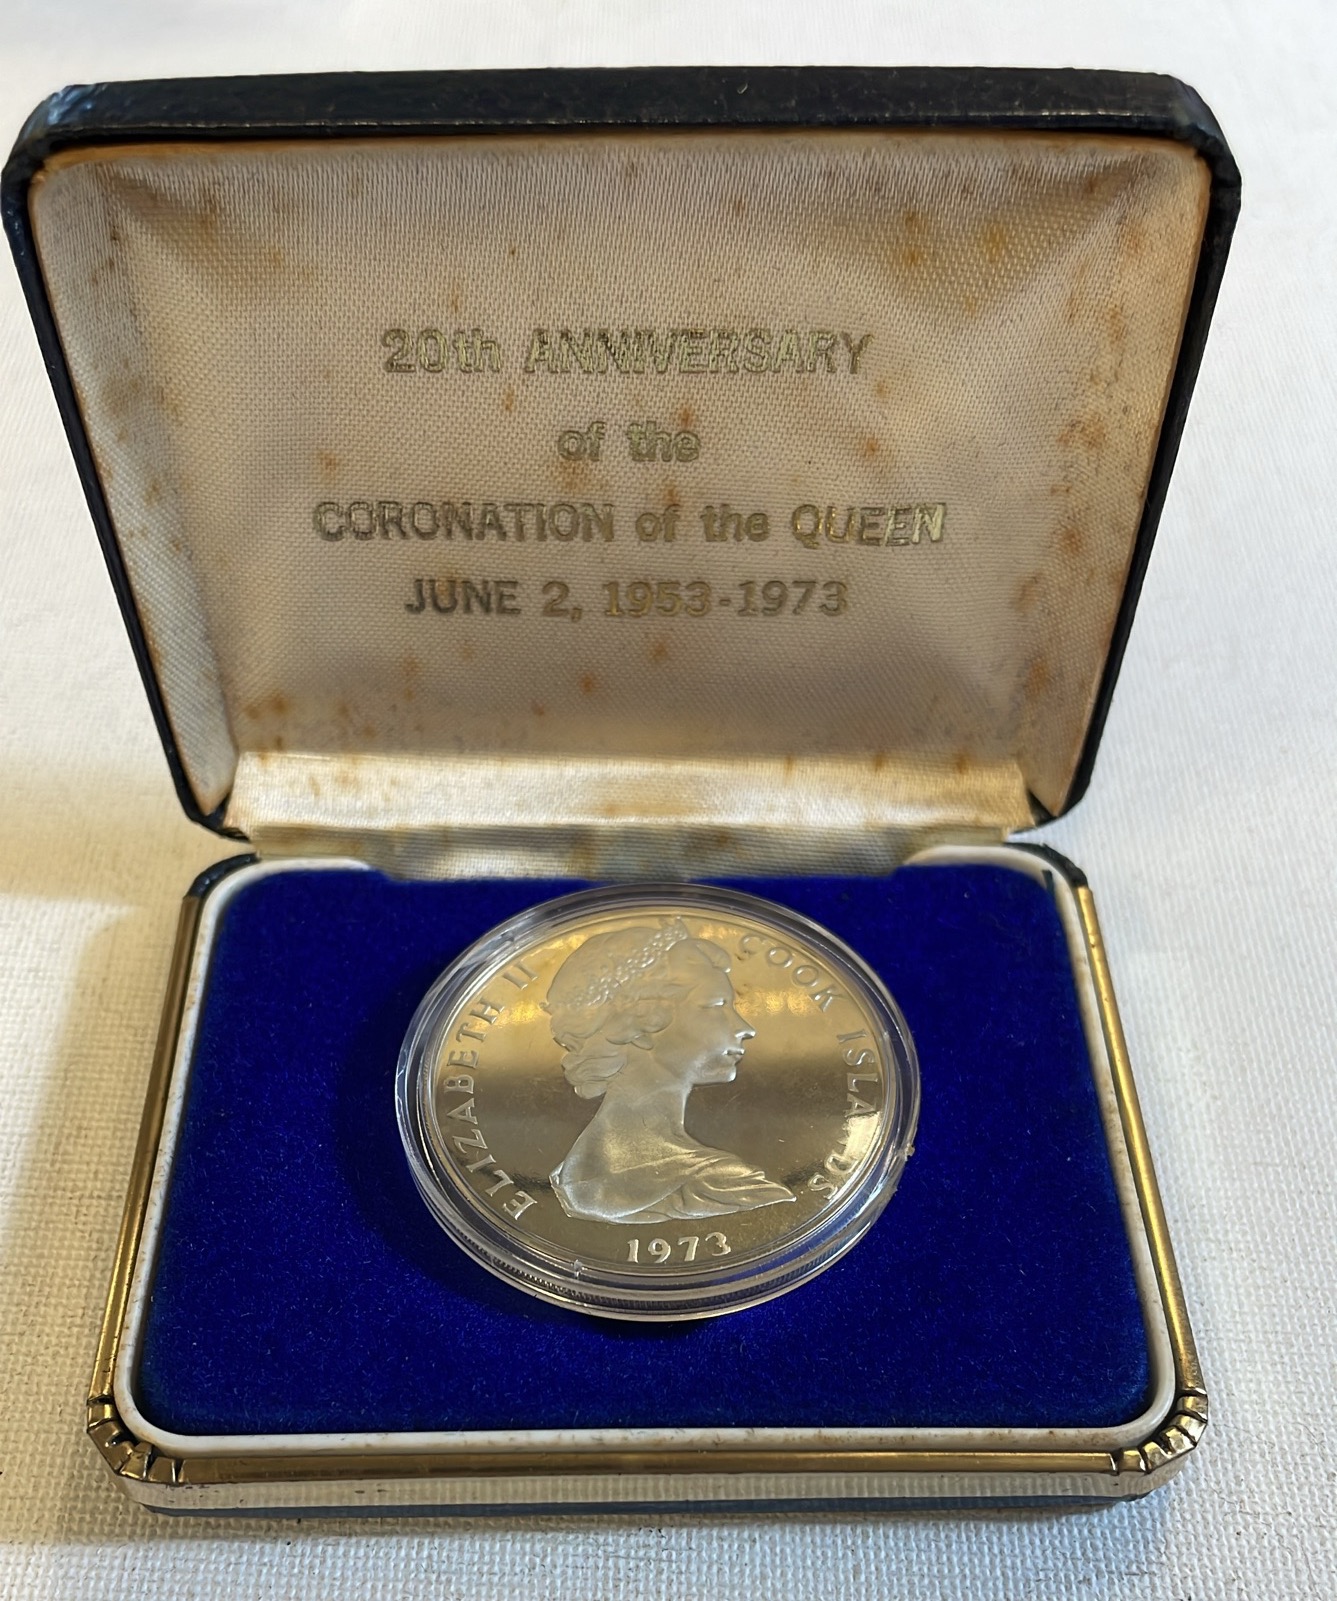 20th ANNIVERSARY
of the
CORONATION of the QUEEN
JUNE 2, 1953-1973
ELIZABETH II
COOK ISLANDS
1973